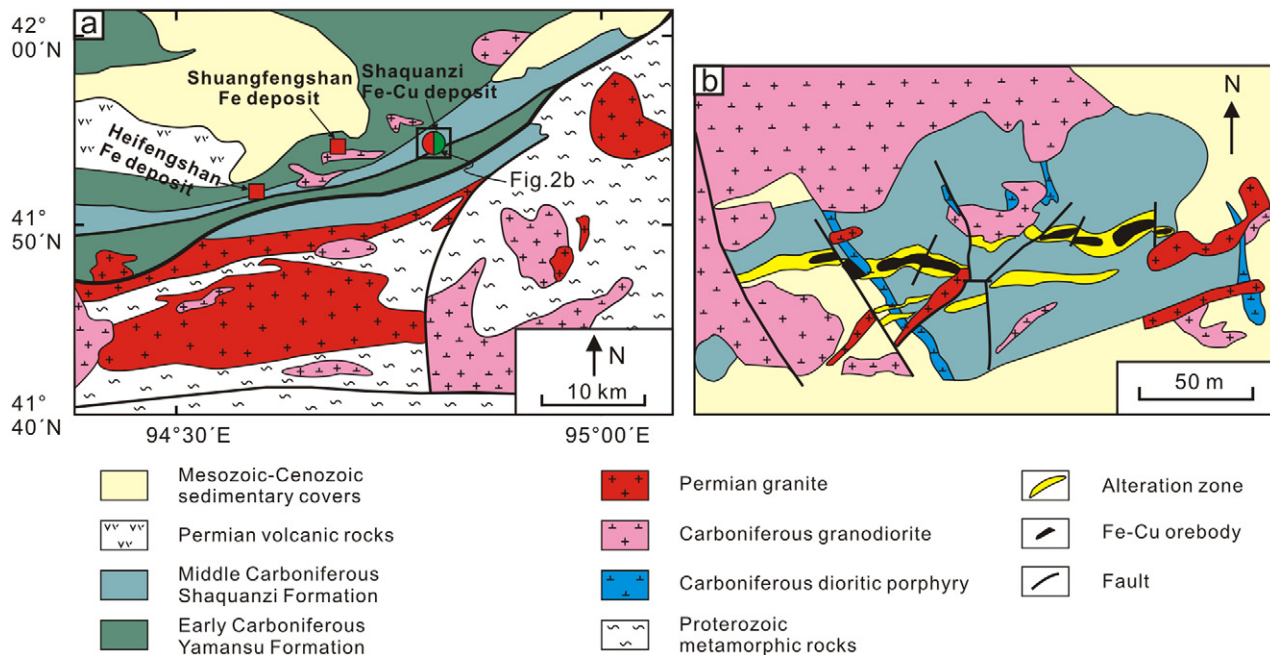 a
42°
00´N
Shuangfengshan
Fe deposit
Shaquanzi
Fe-Cu deposit
Heifengshan
Fe deposit
Fig.2b
41°
50´N
N
10 km
41°
40´N
94°30´E
95°00´E
b
N
50 m
Mesozoic-Cenozoic
sedimentary covers
Permian volcanic rocks
Middle Carboniferous
Shaquanzi Formation
Early Carboniferous
Yamansu Formation
Permian granite
Carboniferous granodiorite
Carboniferous dioritic porphyry
Proterozoic
metamorphic rocks
Alteration zone
Fe-Cu orebody
Fault